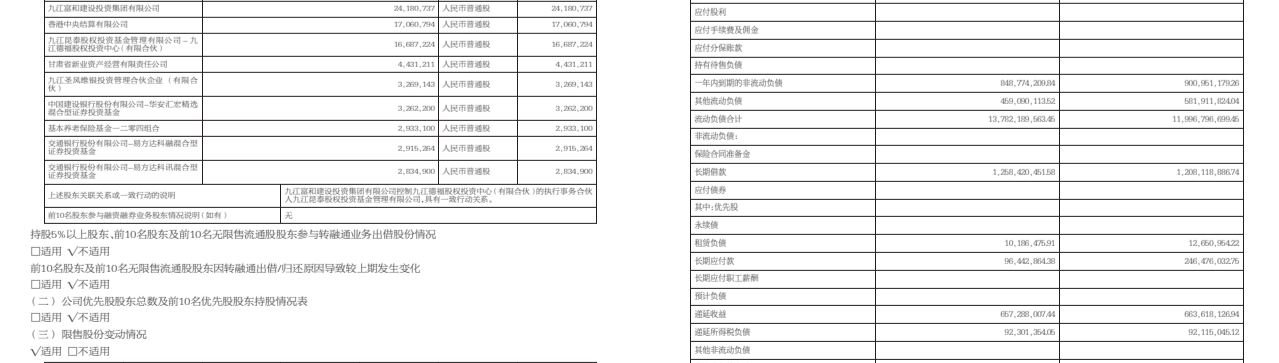 九江富和建设投资集团有限公司 24,180,737 人民币普通股 24,180,737
香港中央结算有限公司 17,060,794 人民币普通股 17,060,794
九江昆泰股权投资基金管理有限公司－九
江德福股权投资中心（有限合伙） 16,687,224 人民币普通股 16,687,224
甘肃省新业资产经营有限责任公司 4,431,211 人民币普通股 4,431,211
九江圣风维银投资管理合伙企业（有限合
伙） 3,269,143 人民币普通股 3,269,143
中国建设银行股份有限公司－华安汇宏精选
混合型证券投资基金 3,262,200 人民币普通股 3,262,200
基本养老保险基金一二零四组合 2,933,100 人民币普通股 2,933,100
交通银行股份有限公司－易方达科融混合型
证券投资基金 2,915,264 人民币普通股 2,915,264
交通银行股份有限公司－易方达科讯混合型
证券投资基金 2,834,900 人民币普通股 2,834,900
上述股东关联关系或一致行动的说明 九江富和建设投资集团有限公司控制九江德福股权投资中心（有限合伙）的执行事务合伙
人九江昆泰股权投资基金管理有限公司，具有一致行动关系。
前10名股东参与融资融券业务股东情况说明（如有） 无
持股5%以上股东、前10名股东及前10名无限售流通股股东参与转融通业务出借股份情况
□适用 √不适用
前10名股东及前10名无限售流通股股东因转融通出借/归还原因导致较上期发生变化
□适用 √不适用
（二）公司优先股股东总数及前10名优先股股东持股情况表
□适用 √不适用
（三）限售股份变动情况
√适用 □不适用
应付股利
应付手续费及佣金
应付分保账款
持有待售负债
一年内到期的非流动负债 848,774,209.84 900,951,179.26
其他流动负债 459,090,113.52 581,911,824.04
流动负债合计 13,782,189,563.45 11,996,796,699.45
非流动负债：
保险合同准备金
长期借款 1,258,420,451.58 1,208,118,886.74
应付债券
其中：优先股
永续债
租赁负债 10,186,475.91 12,650,954.22
长期应付款 96,442,864.38 246,476,032.75
长期应付职工薪酬
预计负债
递延收益 657,288,007.44 663,618,126.94
递延所得税负债 92,301,354.05 92,115,045.12
其他非流动负债